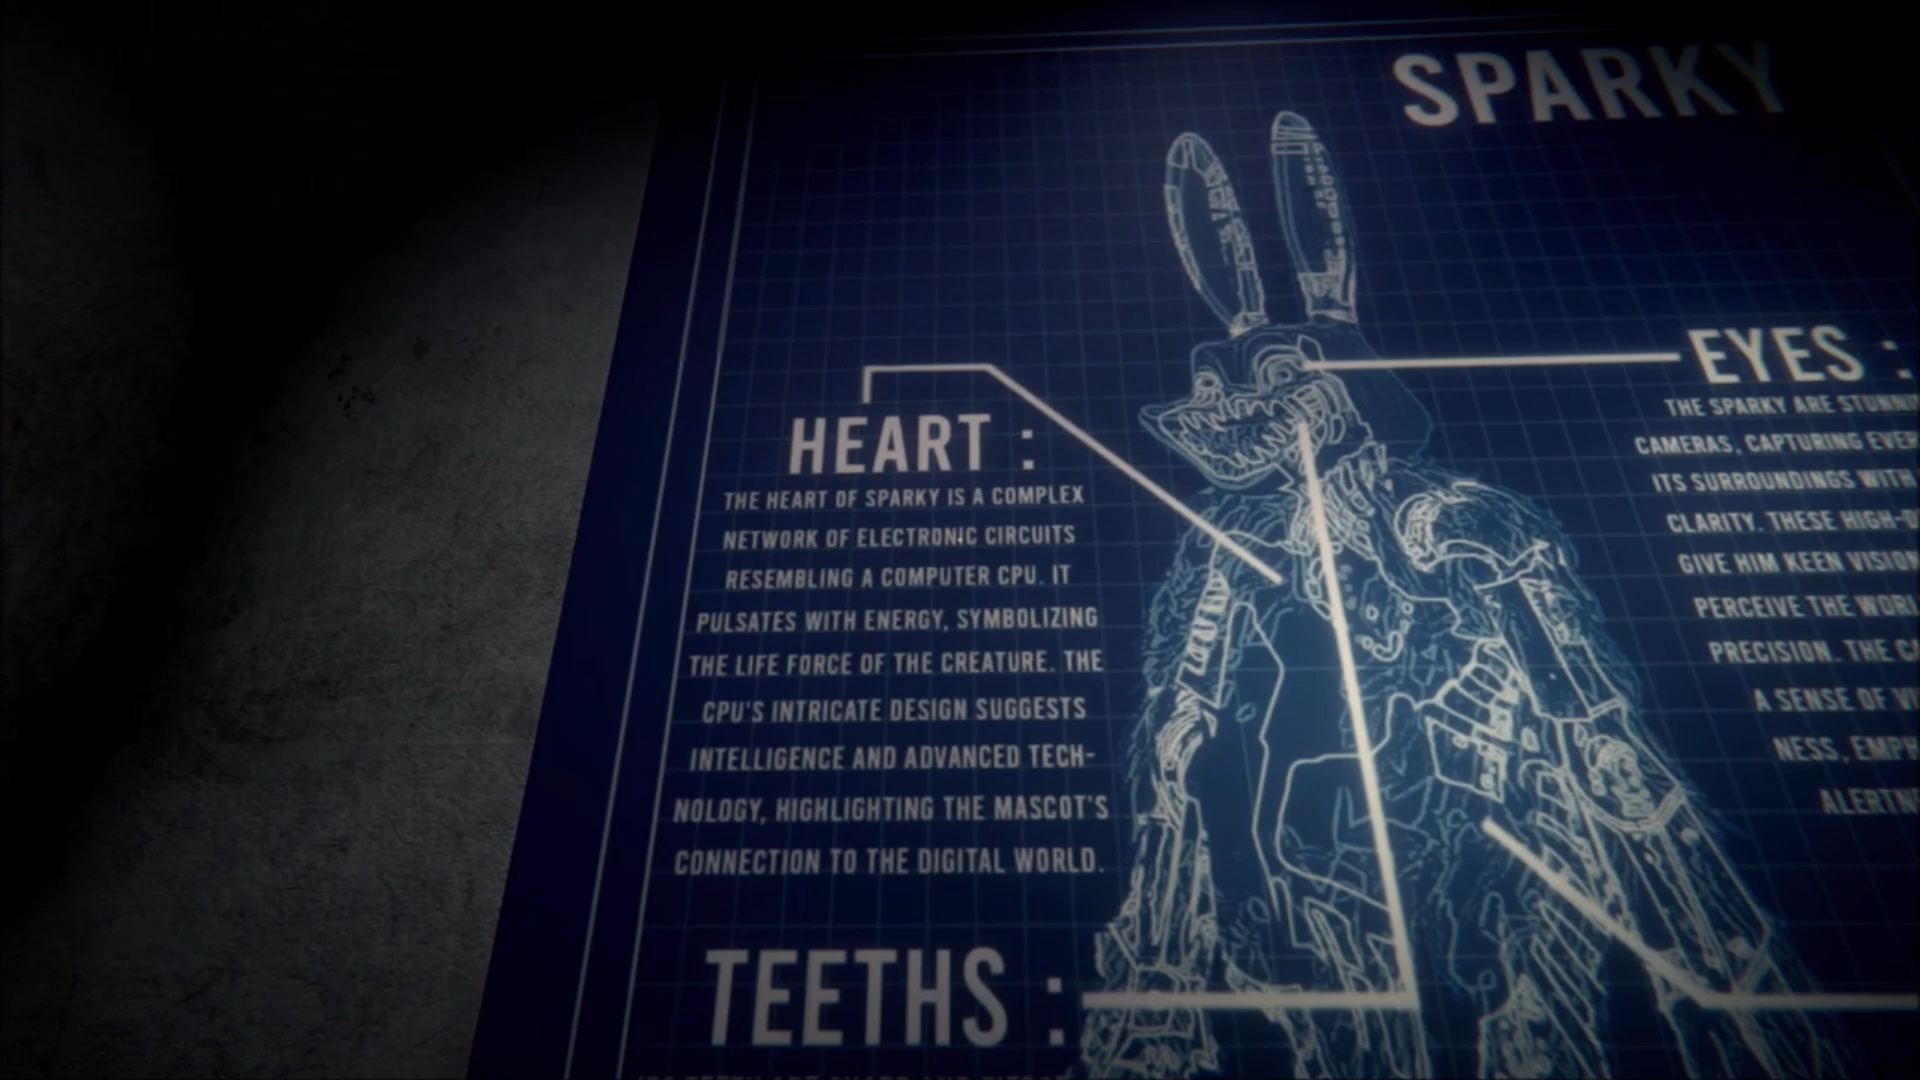 SPARKY
HEART :
THE HEART OF SPARKY IS A COMPLEX
NETWORK OF ELECTRONIC CIRCUITS
RESEMBLING A COMPUTER CPU. IT
PULSATES WITH ENERGY, SYMBOLIZING
THE LIFE FORCE OF THE CREATURE. THE
CPU'S INTRICATE DESIGN SUGGESTS
INTELLIGENCE AND ADVANCED TECH-
NOLOGY, HIGHLIGHTING THE MASCOT'S
CONNECTION TO THE DIGITAL WORLD.
TEETHS :
EYES :
THE SPARKY ARE
CAMERAS, CAPTURING
ITS SURROUNDINGS WITH
CLARITY. THESE
GIVE HIM KEEN VISION
PERCEIVE THE
PRECISION. THE
A SENSE OF
NESS,